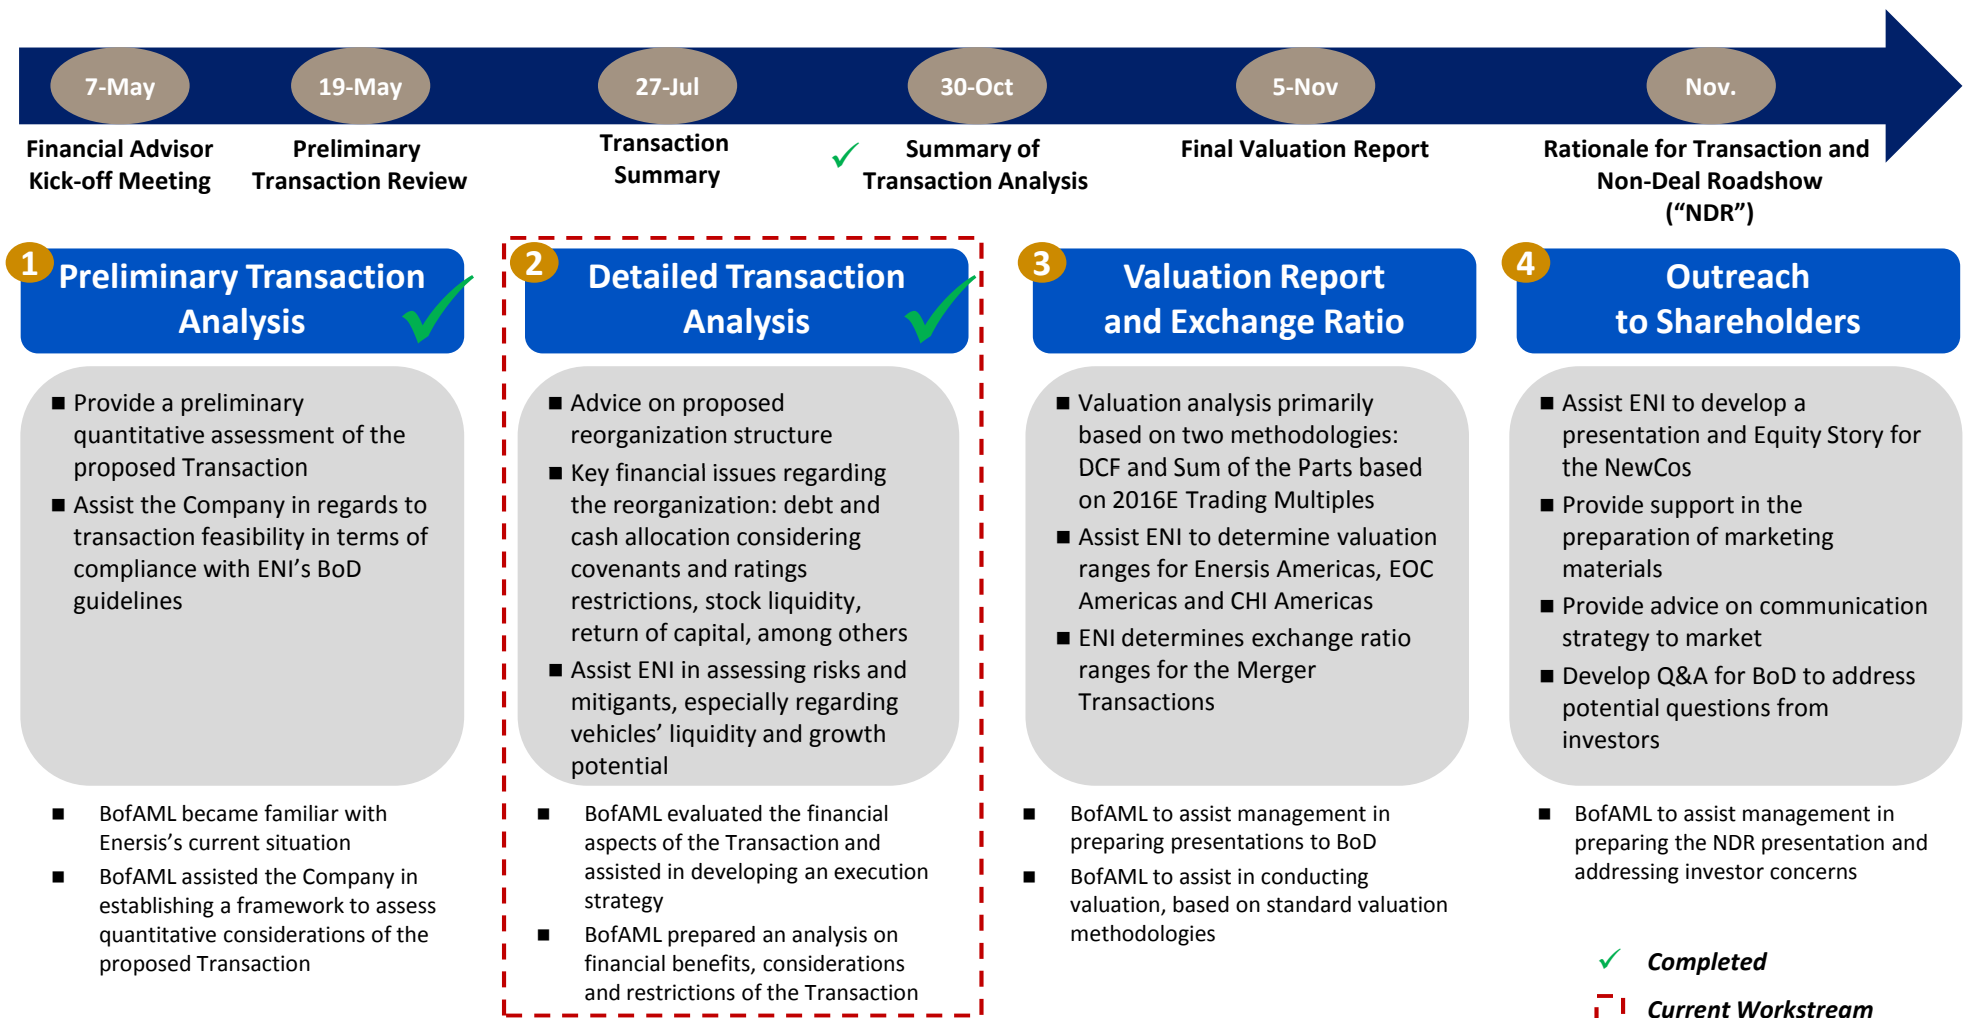 7-May
19-May
27-Jul
30-Oct
5-Nov
Nov.
Financial Advisor
Kick-off Meeting
Preliminary
Transaction Review
Transaction
Summary
Summary of
Transaction Analysis
Final Valuation Report
Rationale for Transaction and
Non-Deal Roadshow
(“NDR”)
1
Preliminary Transaction
Analysis
■ Provide a preliminary
quantitative assessment of the
proposed Transaction
■ Assist the Company in regards to
transaction feasibility in terms of
compliance with ENI’s BoD
guidelines
■ BofAML became familiar with
Enersis’s current situation
■ BofAML assisted the Company in
establishing a framework to assess
quantitative considerations of the
proposed Transaction
2
Detailed Transaction
Analysis
■ Advice on proposed
reorganization structure
■ Key financial issues regarding
the reorganization: debt and
cash allocation considering
covenants and ratings
restrictions, stock liquidity,
return of capital, among others
■ Assist ENI in assessing risks and
mitigants, especially regarding
vehicles’ liquidity and growth
potential
■ BofAML evaluated the financial
aspects of the Transaction and
assisted in developing an execution
strategy
■ BofAML prepared an analysis on
financial benefits, considerations
and restrictions of the Transaction
3
Valuation Report
and Exchange Ratio
■ Valuation analysis primarily
based on two methodologies:
DCF and Sum of the Parts based
on 2016E Trading Multiples
■ Assist ENI to determine valuation
ranges for Enersis Americas, EOC
Americas and CHI Americas
■ ENI determines exchange ratio
ranges for the Merger
Transactions
■ BofAML to assist management in
preparing presentations to BoD
■ BofAML to assist in conducting
valuation, based on standard valuation
methodologies
4
Outreach
to Shareholders
■ Assist ENI to develop a
presentation and Equity Story for
the NewCos
■ Provide support in the
preparation of marketing
materials
■ Provide advice on communication
strategy to market
■ Develop Q&A for BoD to address
potential questions from
investors
■ BofAML to assist management in
preparing the NDR presentation and
addressing investor concerns
Completed
Current Workstream